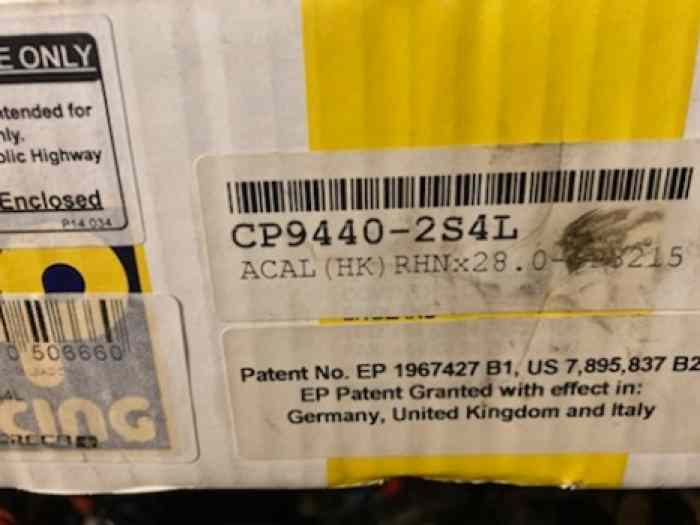 E ONLY
ntended for
nly.
blic Highway
Enclosed
P14 034
CP9440-2S4L
ACAL(HK)RHNx28.0- 3215
0 506660
S4L
cing
Patent No. EP 1967427 B1, US 7,895,837 B2
EP Patent Granted with effect in:
Germany, United Kingdom and Italy